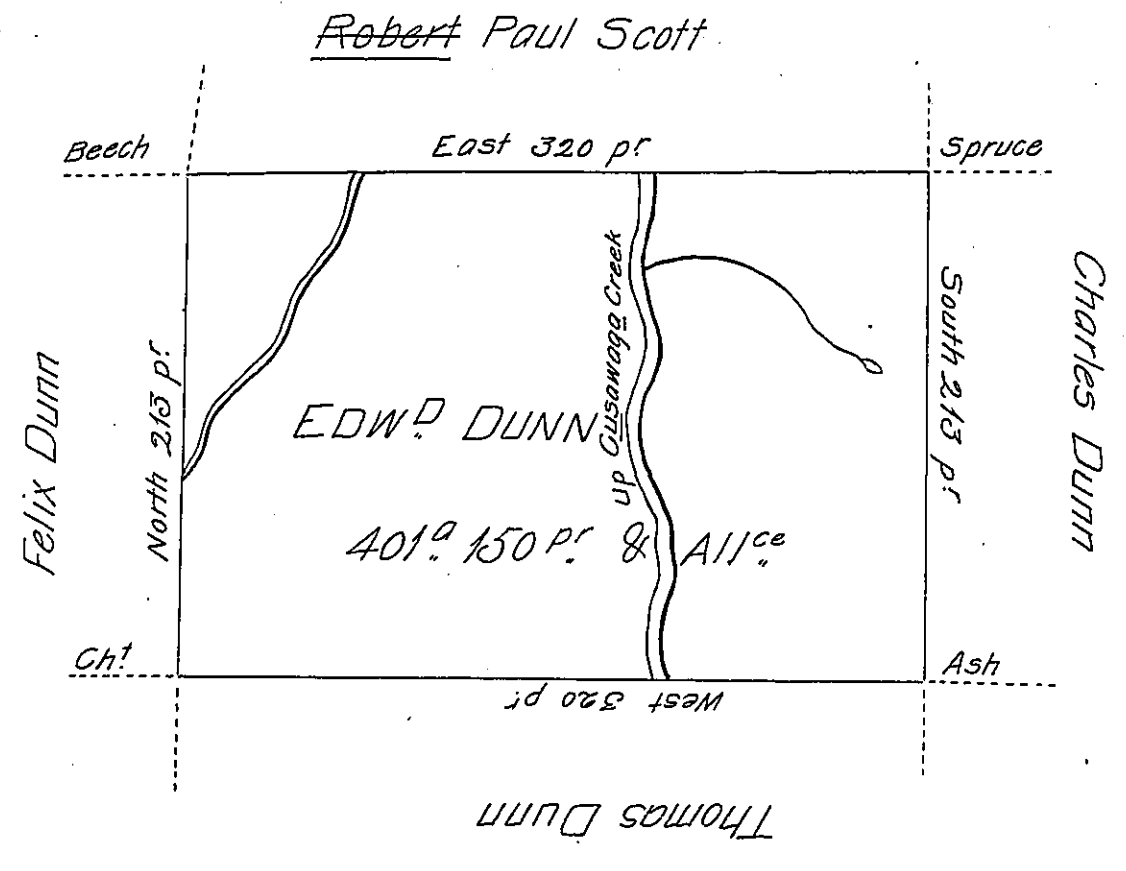 Robert Paul Scott
Beech
East 320 pr.
Spruce
Felix Dunn
North 213 pr.
EDWD. DUNN
up Cusawaga Creek
South 213 pr.
Charles Dunn
401a. 150 pr. & Allce.
Cht.
Ash
West 320 pr.
Thomas Dunn